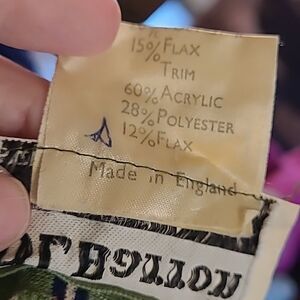 15% FLAX
TRIM
60% ACRYLIC
28% POLYESTER
12% FLAX
Made in England